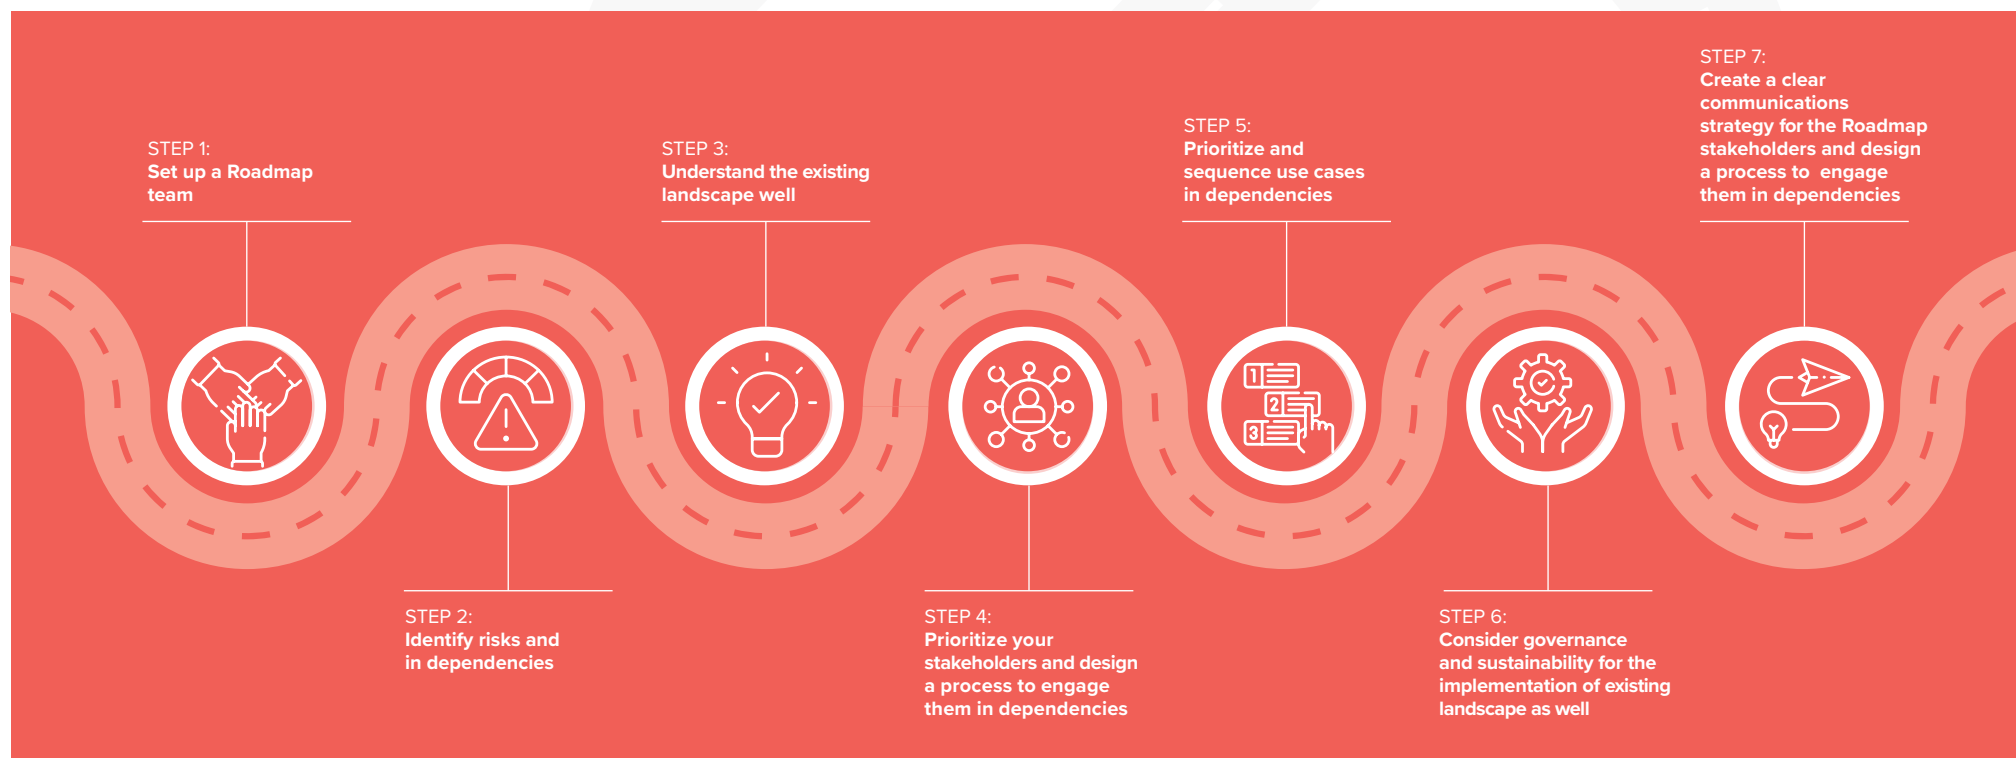 STEP 1:
Set up a Roadmap
team
STEP 2:
Identify risks and
in dependencies
STEP 3:
Understand the existing
landscape well
STEP 4:
Prioritize your
stakeholders and design
a process to engage
them in dependencies
STEP 5:
Prioritize and
sequence use cases
in dependencies
1
2
3
STEP 6:
Consider governance
and sustainability for the
implementation of existing
landscape as well
STEP 7:
Create a clear
communications
strategy for the Roadmap
stakeholders and design
a process to engage
them in dependencies